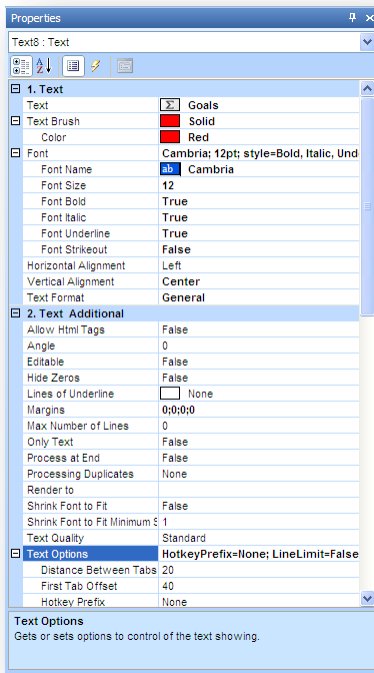 Properties
Text8 : Text
1. Text
Text Σ Goals
Text Brush Solid
Color Red
Font Cambria; 12pt; style=Bold, Italic, Und
Font Name ab Cambria
Font Size 12
Font Bold True
Font Italic True
Font Underline True
Font Strikeout False
Horizontal Alignment Left
Vertical Alignment Center
Text Format General
2. Text Additional
Allow Html Tags False
Angle 0
Editable False
Hide Zeros False
Lines of Underline None
Margins 0;0;0;0
Max Number of Lines 0
Only Text False
Process at End False
Processing Duplicates None
Render to
Shrink Font to Fit False
Shrink Font to Fit Minimum S 1
Text Quality Standard
Text Options HotkeyPrefix=None; LineLimit=False
Distance Between Tabs 20
First Tab Offset 40
Hotkey Prefix None
Text Options
Gets or sets options to control of the text showing.